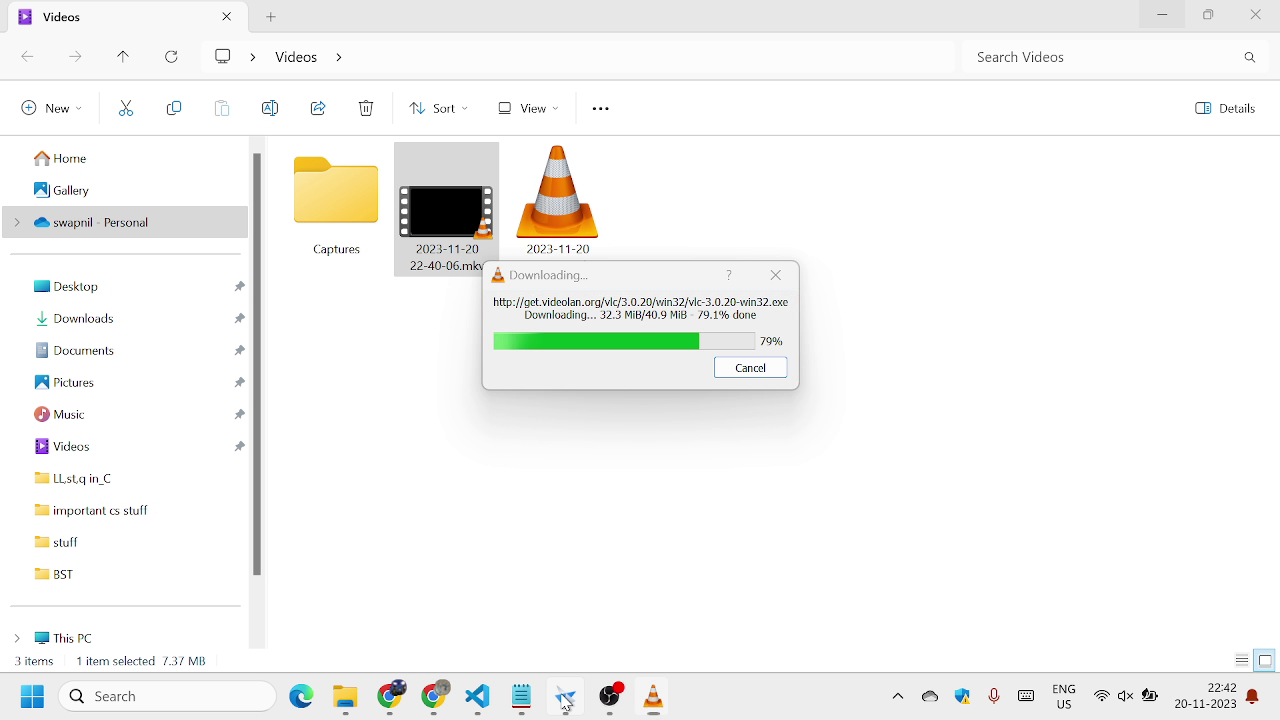 Videos
Videos
Search Videos
New
Sort
View
Details
Home
Gallery
swapnil - Personal
Desktop
Downloads
Documents
Pictures
Music
Videos
LL,st,q in_C
important cs stuff
stuff
BST
This PC
Captures
2023-11-20
22-40-06.mkv
2023-11-20
Downloading...
?
http://get.videolan.org/vlc/3.0.20/win32/vlc-3.0.20-win32.exe
Downloading... 32.3 MiB/40.9 MiB - 79.1% done
79%
Cancel
3 items
1 item selected 7.37 MB
Search
ENG
US
22:42
20-11-2023